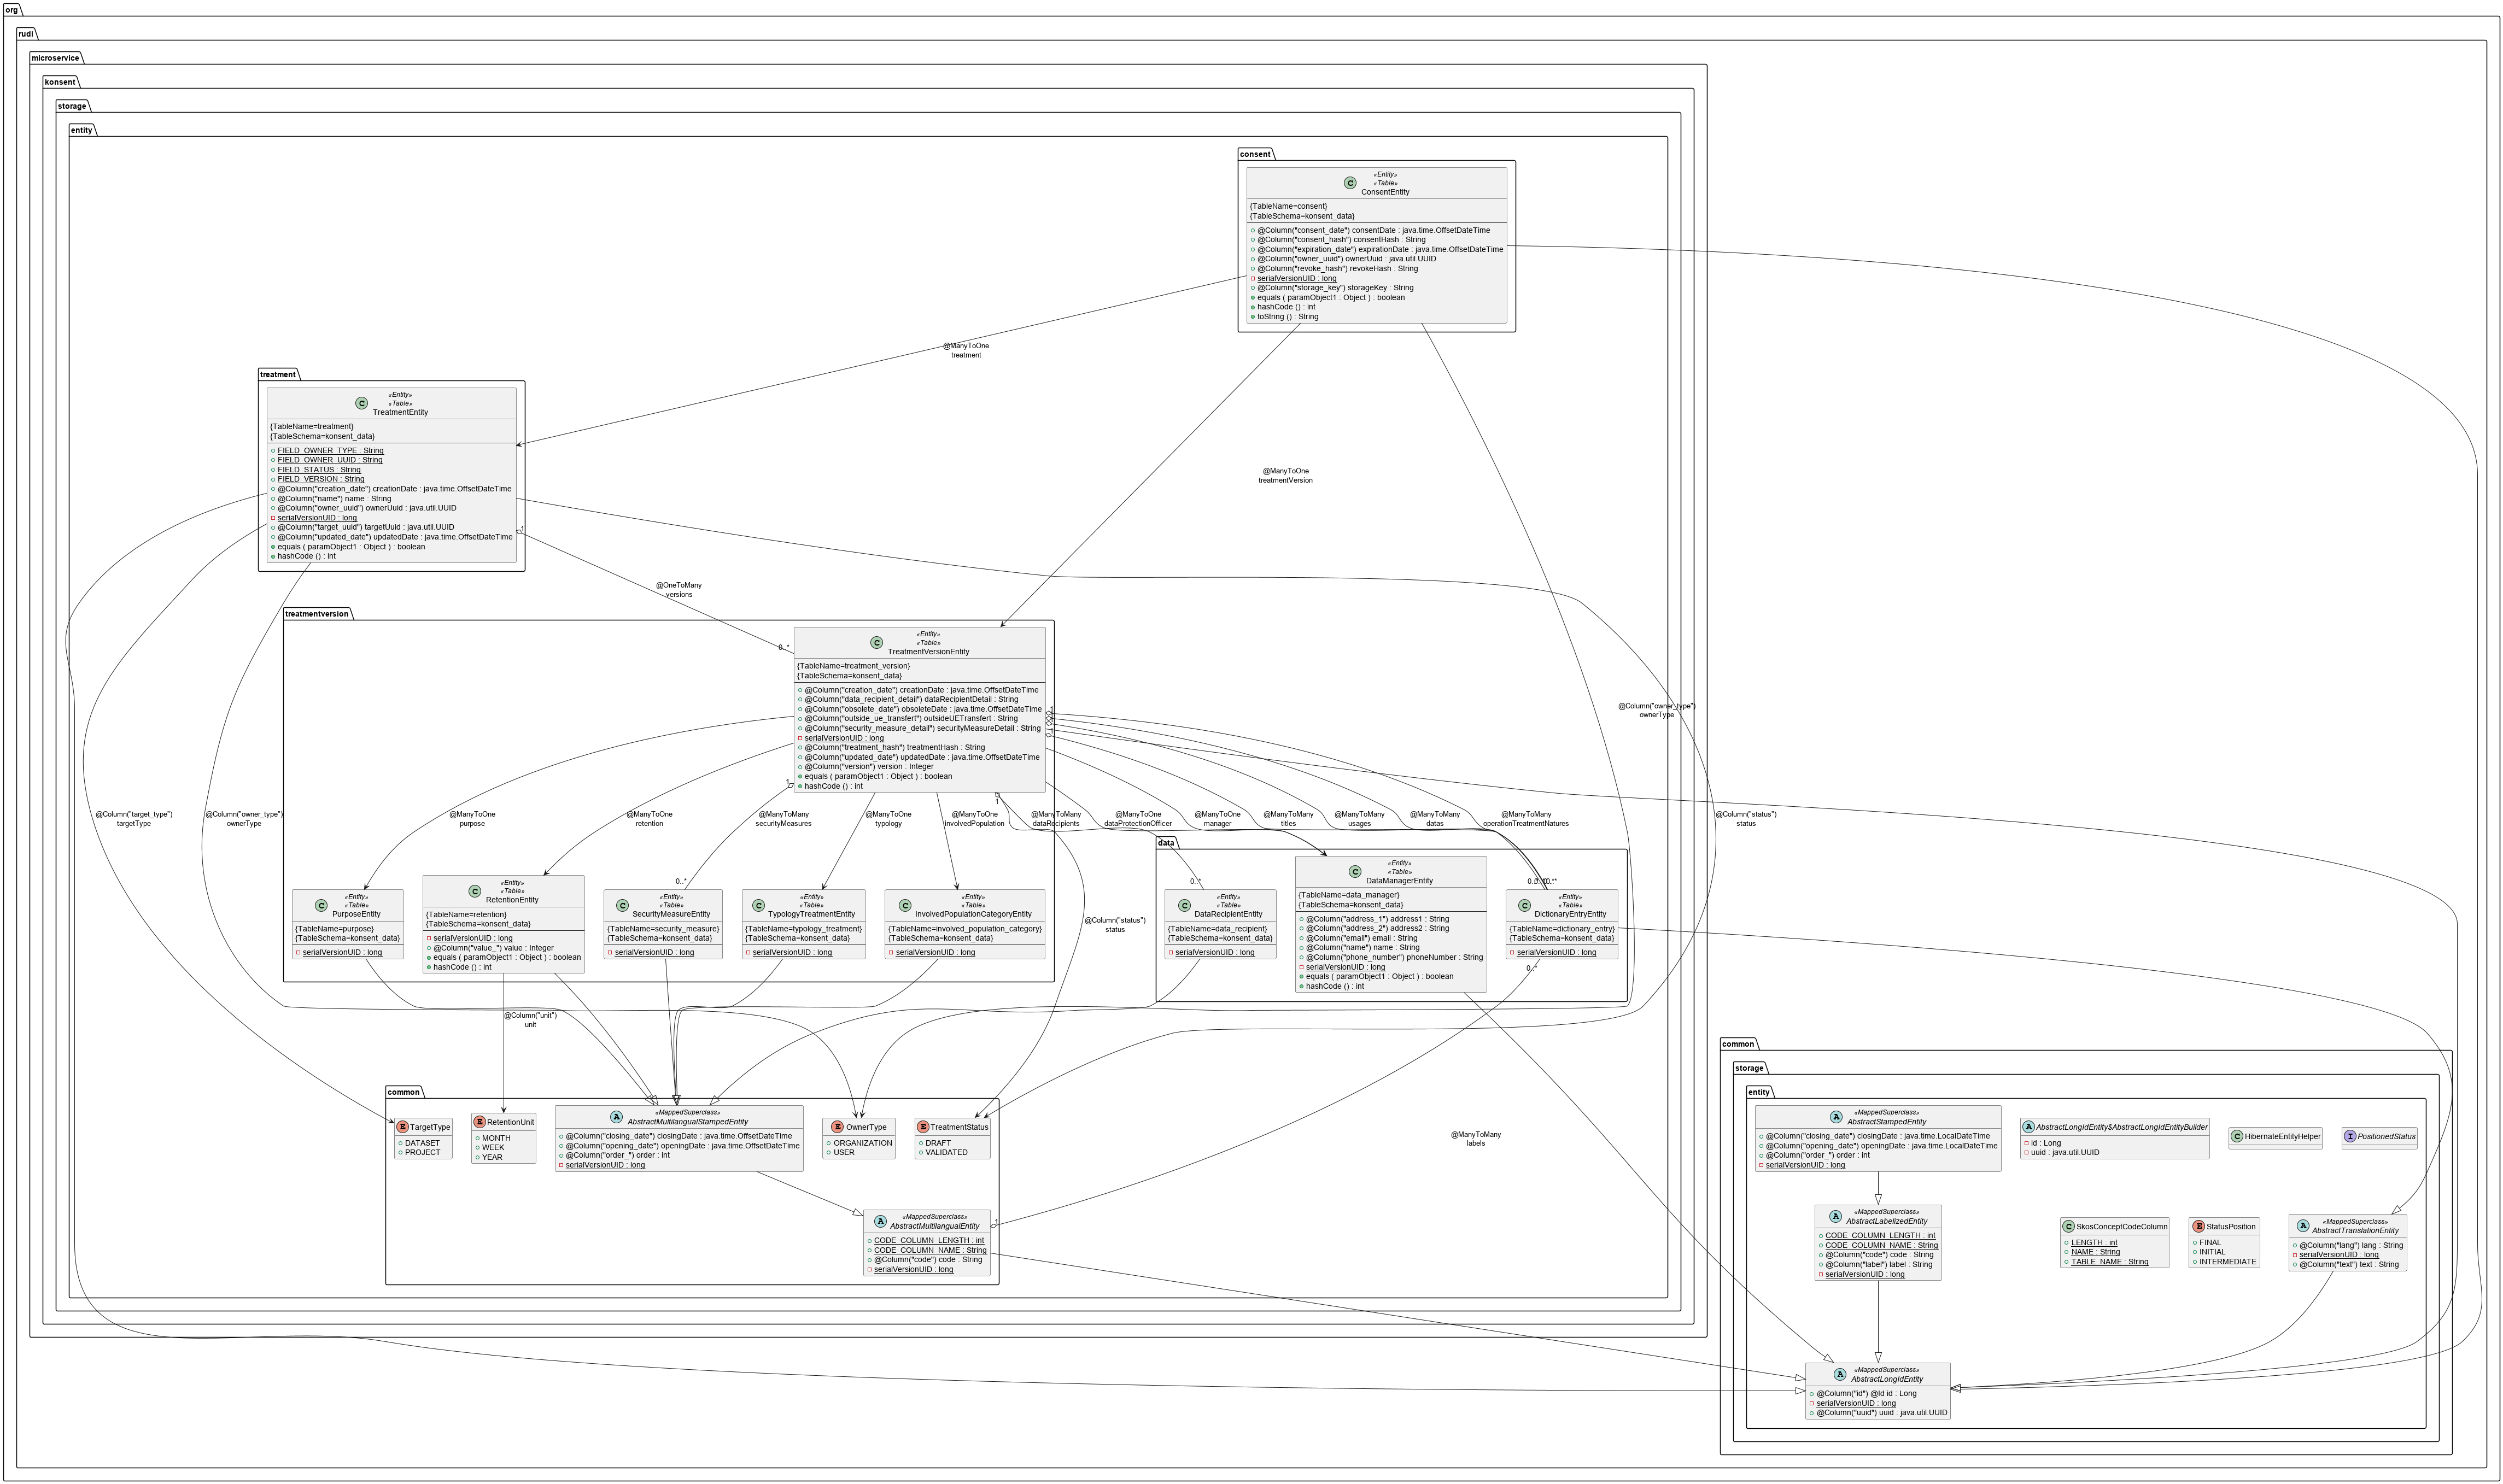 org
rudi
microservice
konsent
storage
entity
consent
«Entity»
«Table»
ConsentEntity
{TableName=consent}
{TableSchema=konsent_data}
@Column("consent_date") consentDate : java.time.OffsetDateTime
@Column("consent_hash") consentHash : String
@Column("expiration_date") expirationDate : java.time.OffsetDateTime
@Column("owner_uuid") ownerUuid : java.util.UUID
@Column("revoke_hash") revokeHash : String
serialVersionUID : long
@Column("storage_key") storageKey : String
equals ( paramObject1 : Object ) : boolean
hashCode () : int
toString () : String
@ManyToOne
treatment
treatment
«Entity»
«Table»
TreatmentEntity
{TableName=treatment}
{TableSchema=konsent_data}
FIELD_OWNER_TYPE : String
FIELD_OWNER_UUID : String
FIELD_STATUS : String
FIELD_VERSION : String
@Column("creation_date") creationDate : java.time.OffsetDateTime
@Column("name") name : String
@Column("owner_uuid") ownerUuid : java.util.UUID
serialVersionUID : long
@Column("target_uuid") targetUuid : java.util.UUID
@Column("updated_date") updatedDate : java.time.OffsetDateTime
equals ( paramObject1 : Object ) : boolean
hashCode () : int
1
@ManyToOne
treatmentVersion
@OneToMany
versions
0..*
treatmentversion
«Entity»
«Table»
TreatmentVersionEntity
{TableName=treatment_version}
{TableSchema=konsent_data}
@Column("creation_date") creationDate : java.time.OffsetDateTime
@Column("data_recipient_detail") dataRecipientDetail : String
@Column("obsolete_date") obsoleteDate : java.time.OffsetDateTime
@Column("outside_ue_transfert") outsideUETransfert : String
@Column("security_measure_detail") securityMeasureDetail : String
serialVersionUID : long
@Column("treatment_hash") treatmentHash : String
@Column("updated_date") updatedDate : java.time.OffsetDateTime
@Column("version") version : Integer
equals ( paramObject1 : Object ) : boolean
hashCode () : int
1
1
1
1
@Column("owner_type")
ownerType
@Column("target_type")
targetType
@Column("owner_type")
ownerType
@ManyToOne
purpose
@ManyToOne
retention
@ManyToMany
securityMeasures
@ManyToOne
typology
@ManyToOne
involvedPopulation
@ManyToMany
dataRecipients
@ManyToOne
dataProtectionOfficer
@ManyToOne
manager
@ManyToMany
titles
@ManyToMany
usages
@ManyToMany
datas
@ManyToMany
operationTreatmentNatures
@Column("status")
status
«Entity»
«Table»
PurposeEntity
{TableName=purpose}
{TableSchema=konsent_data}
serialVersionUID : long
«Entity»
«Table»
RetentionEntity
{TableName=retention}
{TableSchema=konsent_data}
serialVersionUID : long
@Column("value_") value : Integer
equals ( paramObject1 : Object ) : boolean
hashCode () : int
0..*
«Entity»
«Table»
SecurityMeasureEntity
{TableName=security_measure}
{TableSchema=konsent_data}
serialVersionUID : long
«Entity»
«Table»
TypologyTreatmentEntity
{TableName=typology_treatment}
{TableSchema=konsent_data}
serialVersionUID : long
«Entity»
«Table»
InvolvedPopulationCategoryEntity
{TableName=involved_population_category}
{TableSchema=konsent_data}
serialVersionUID : long
@Column("status")
status
data
0..*
«Entity»
«Table»
DataRecipientEntity
{TableName=data_recipient}
{TableSchema=konsent_data}
serialVersionUID : long
«Entity»
«Table»
DataManagerEntity
{TableName=data_manager}
{TableSchema=konsent_data}
@Column("address_1") address1 : String
@Column("address_2") address2 : String
@Column("email") email : String
@Column("name") name : String
@Column("phone_number") phoneNumber : String
serialVersionUID : long
equals ( paramObject1 : Object ) : boolean
hashCode () : int
«Entity»
«Table»
DictionaryEntryEntity
{TableName=dictionary_entry}
{TableSchema=konsent_data}
serialVersionUID : long
0..*
@Column("unit")
unit
@ManyToMany
labels
common
TargetType
DATASET
PROJECT
RetentionUnit
MONTH
WEEK
YEAR
«MappedSuperclass»
AbstractMultilangualStampedEntity
@Column("closing_date") closingDate : java.time.OffsetDateTime
@Column("opening_date") openingDate : java.time.OffsetDateTime
@Column("order_") order : int
serialVersionUID : long
OwnerType
ORGANIZATION
USER
TreatmentStatus
DRAFT
VALIDATED
«MappedSuperclass»
AbstractMultilangualEntity
CODE_COLUMN_LENGTH : int
CODE_COLUMN_NAME : String
@Column("code") code : String
serialVersionUID : long
1
common
storage
entity
«MappedSuperclass»
AbstractStampedEntity
@Column("closing_date") closingDate : java.time.LocalDateTime
@Column("opening_date") openingDate : java.time.LocalDateTime
@Column("order_") order : int
serialVersionUID : long
AbstractLongIdEntity$AbstractLongIdEntityBuilder
id : Long
uuid : java.util.UUID
HibernateEntityHelper
PositionedStatus
«MappedSuperclass»
AbstractLabelizedEntity
CODE_COLUMN_LENGTH : int
CODE_COLUMN_NAME : String
@Column("code") code : String
@Column("label") label : String
serialVersionUID : long
SkosConceptCodeColumn
LENGTH : int
NAME : String
TABLE_NAME : String
StatusPosition
FINAL
INITIAL
INTERMEDIATE
«MappedSuperclass»
AbstractTranslationEntity
@Column("lang") lang : String
serialVersionUID : long
@Column("text") text : String
«MappedSuperclass»
AbstractLongIdEntity
@Column("id") @Id id : Long
serialVersionUID : long
@Column("uuid") uuid : java.util.UUID